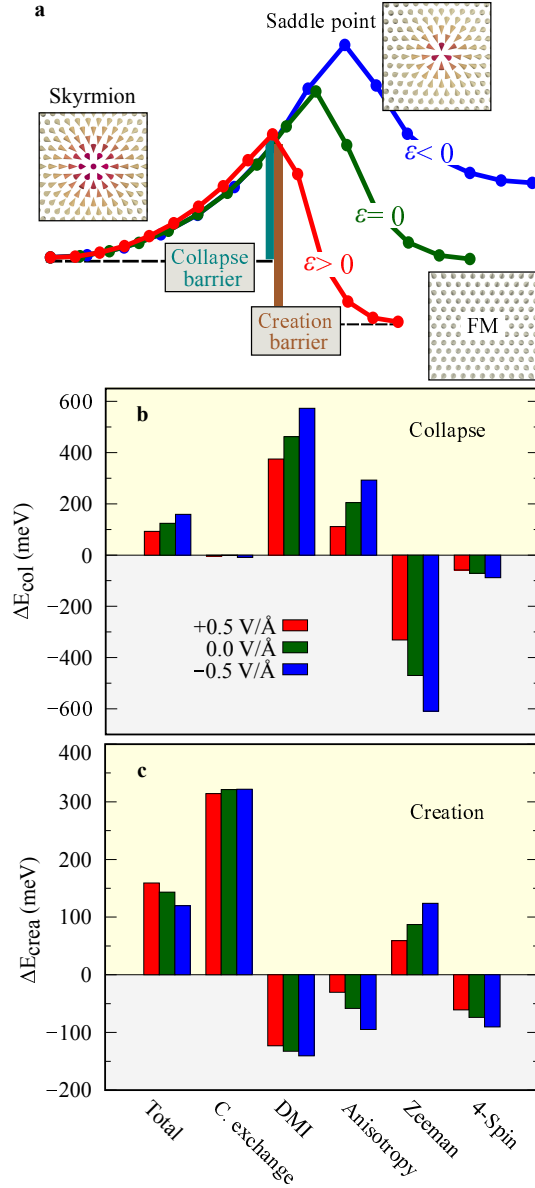 a
Saddle point
Skyrmion
ε< 0
ε= 0
Collapse
barrier
ε> 0
Creation
barrier
FM
b
Collapse
600
400
200
0
−200
−400
−600
ΔEcol (meV)
+0.5 V/Å
0.0 V/Å
−0.5 V/Å
c
Creation
400
300
200
100
0
−100
−200
ΔEcrea (meV)
Total
C. exchange
DMI
Anisotropy
Zeeman
4-Spin